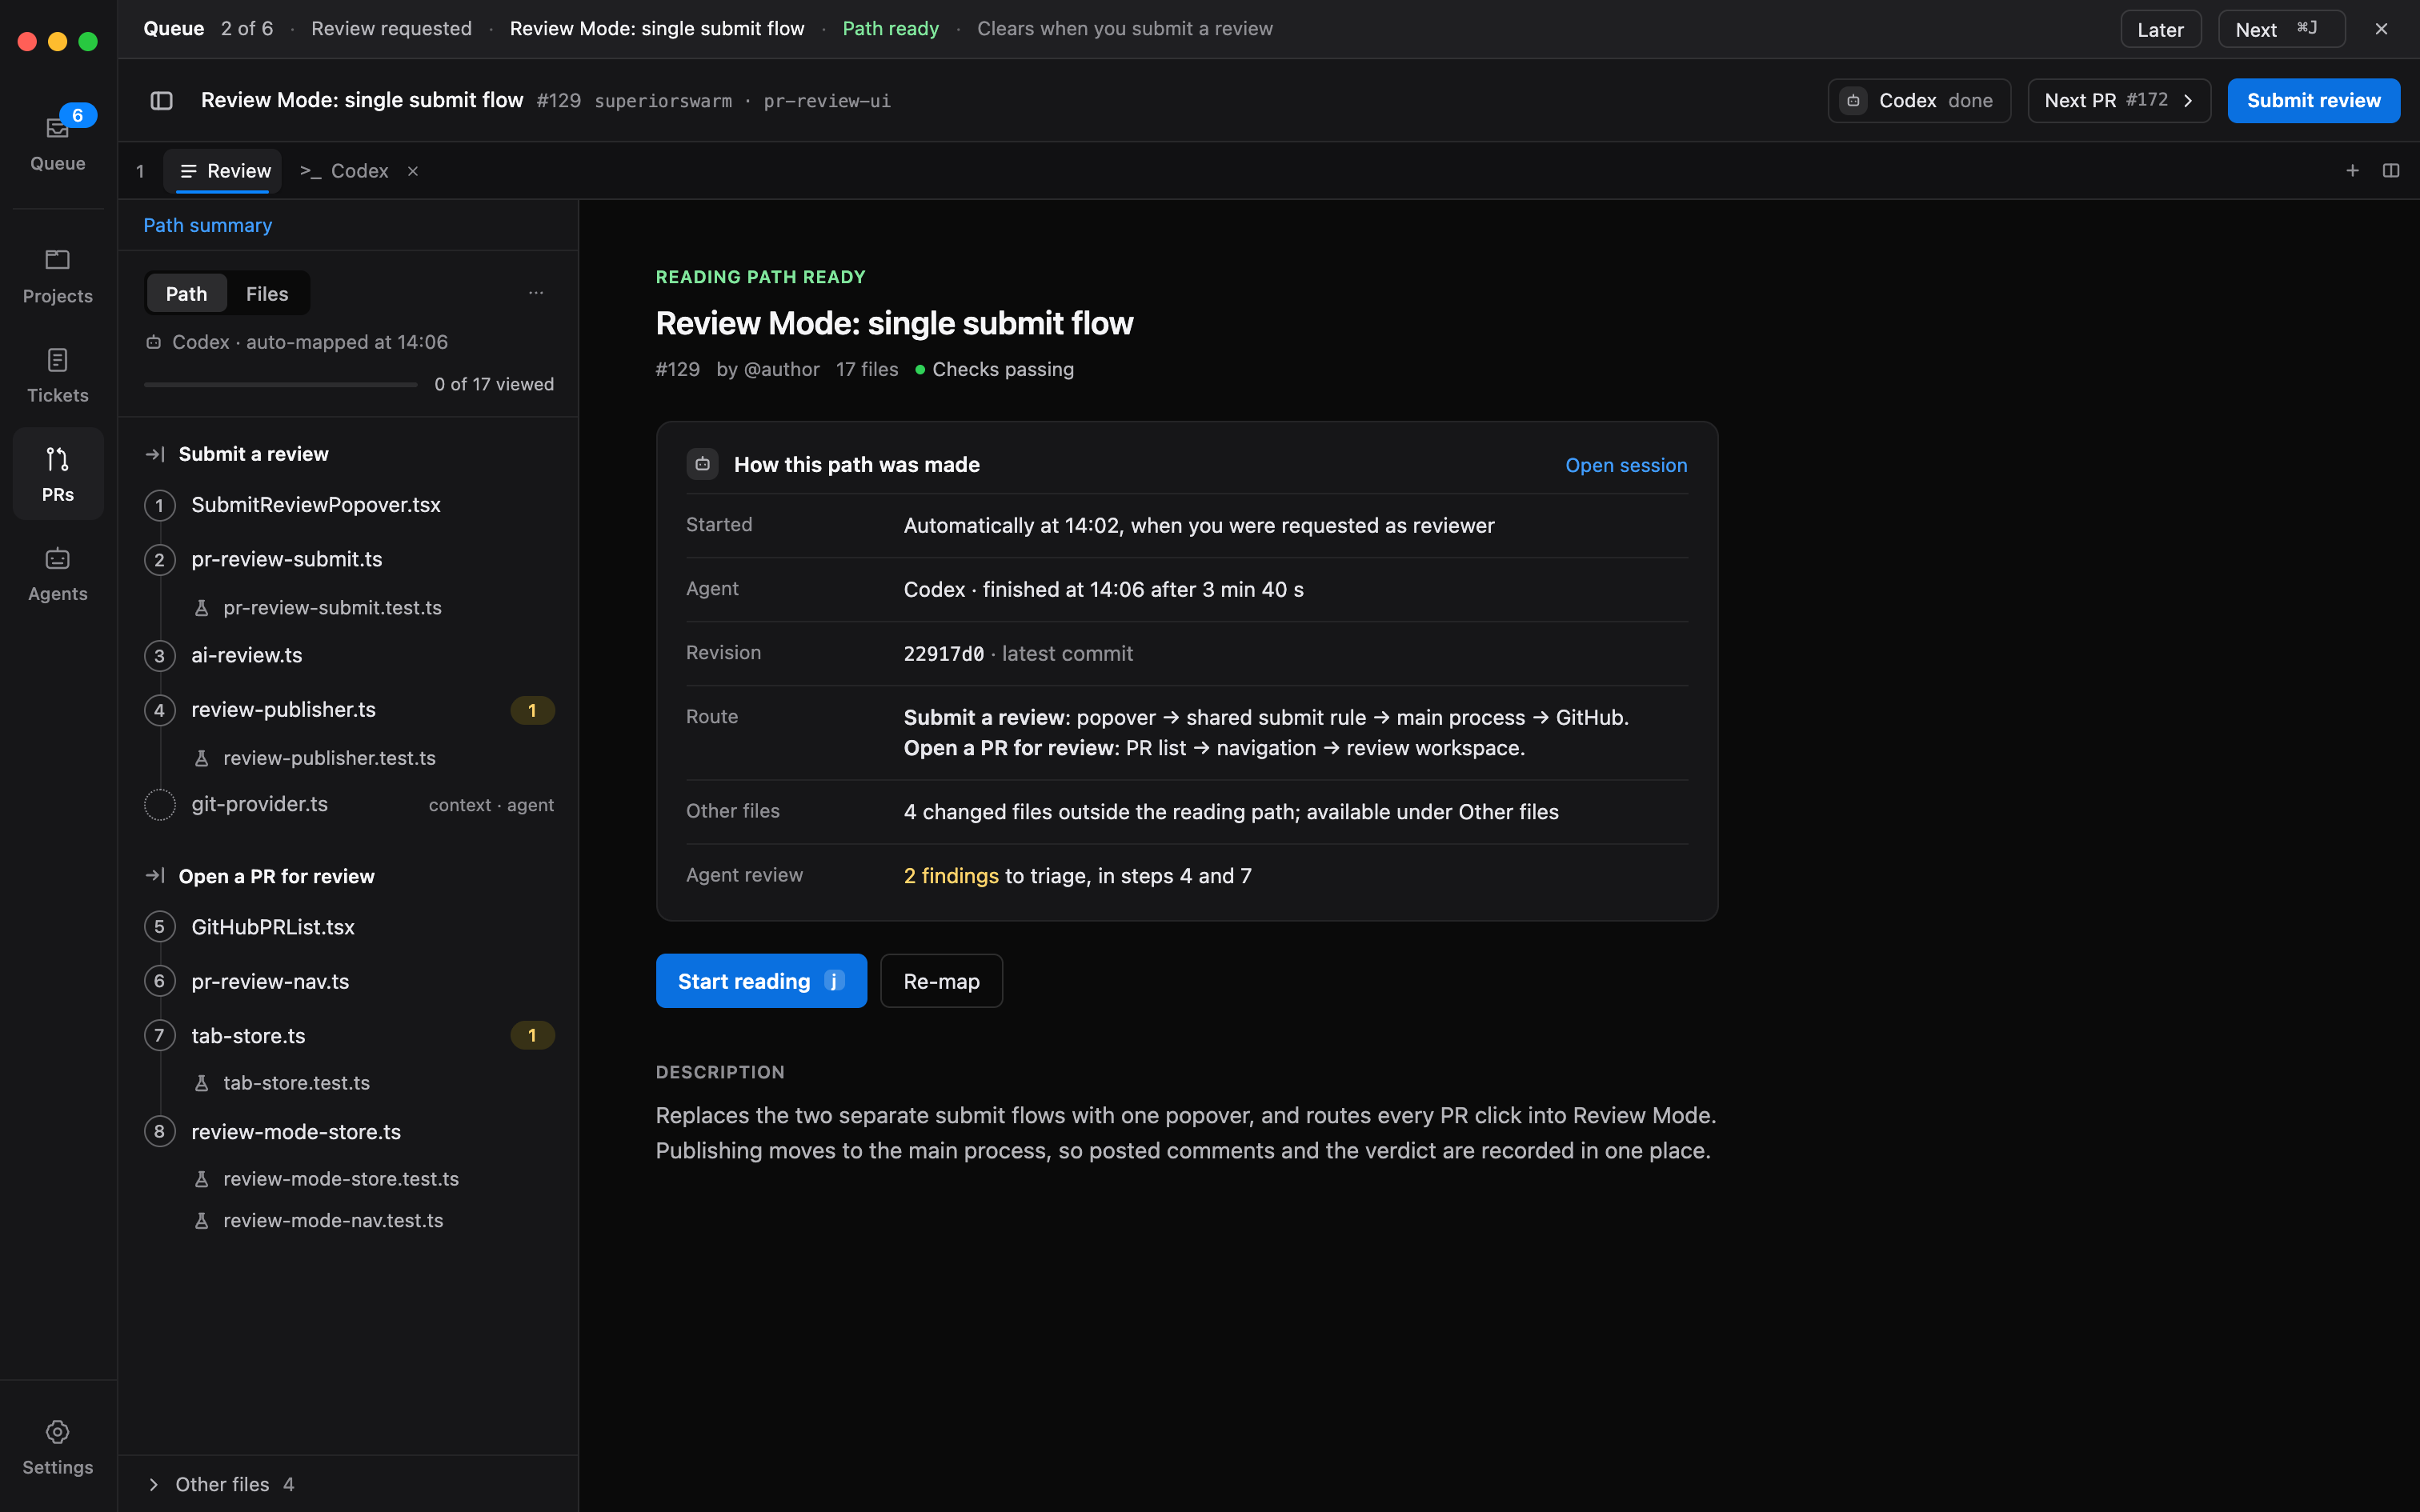 Queue 2 of 6 · Review requested · Review Mode: single submit flow · Path ready · Clears when you submit a review
Later
Next ⌘J
×
6
Queue
Projects
Tickets
PRs
Agents
Settings
Review Mode: single submit flow #129 superiorswarm · pr-review-ui
Codex done
Next PR #172 >
Submit review
1
Review
>_ Codex ×
+
Path summary
Path
Files
···
Codex · auto-mapped at 14:06
0 of 17 viewed
Submit a review
1 SubmitReviewPopover.tsx
2 pr-review-submit.ts
pr-review-submit.test.ts
3 ai-review.ts
4 review-publisher.ts 1
review-publisher.test.ts
git-provider.ts context · agent
Open a PR for review
5 GitHubPRList.tsx
6 pr-review-nav.ts
7 tab-store.ts 1
tab-store.test.ts
8 review-mode-store.ts
review-mode-store.test.ts
review-mode-nav.test.ts
> Other files 4
READING PATH READY
Review Mode: single submit flow
#129 by @author 17 files Checks passing
How this path was made
Open session
Started Automatically at 14:02, when you were requested as reviewer
Agent Codex · finished at 14:06 after 3 min 40 s
Revision 22917d0 · latest commit
Route Submit a review: popover → shared submit rule → main process → GitHub.
Open a PR for review: PR list → navigation → review workspace.
Other files 4 changed files outside the reading path; available under Other files
Agent review 2 findings to triage, in steps 4 and 7
Start reading j
Re-map
DESCRIPTION
Replaces the two separate submit flows with one popover, and routes every PR click into Review Mode.
Publishing moves to the main process, so posted comments and the verdict are recorded in one place.